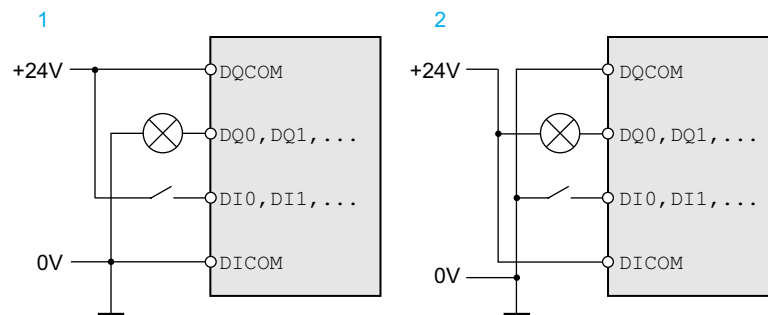 1
+24V
DQCOM
DQ0,DQ1,...
DI0,DI1,...
0V
DICOM
2
+24V
DQCOM
DQ0,DQ1,...
DI0,DI1,...
DICOM
0V